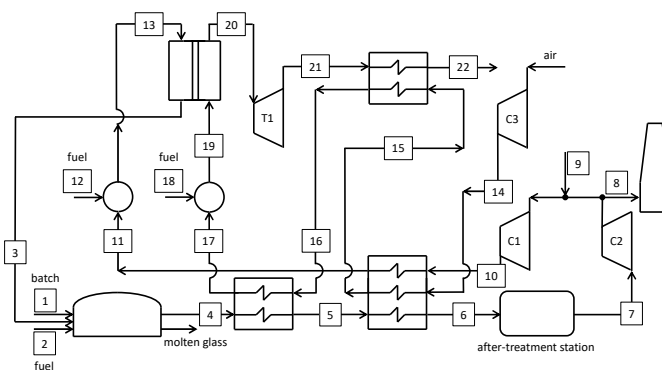 13
20
21
22
air
T1
C3
15
9
fuel
12
fuel
18
19
14
8
11
17
16
C1
C2
3
10
batch
1
4
5
6
7
2
molten glass
fuel
after-treatment station